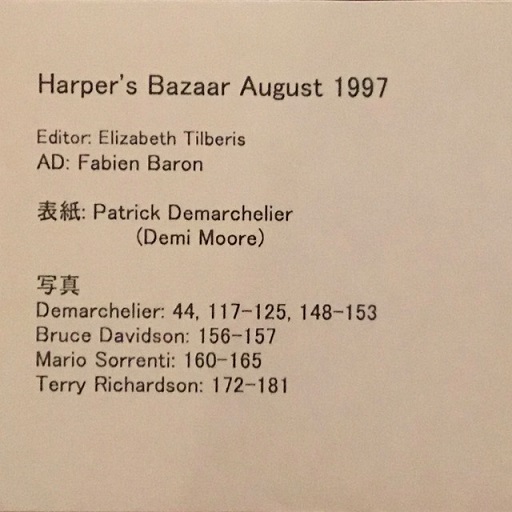 Harper's Bazaar August 1997
Editor: Elizabeth Tilberis
AD: Fabien Baron
表紙: Patrick Demarchelier
(Demi Moore)
写真
Demarchelier: 44, 117-125, 148-153
Bruce Davidson: 156-157
Mario Sorrenti: 160-165
Terry Richardson: 172-181